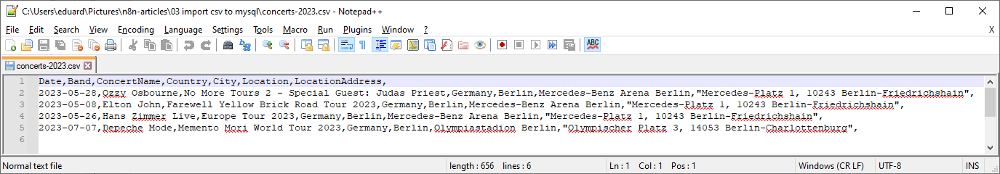 C:\Users\eduard\Pictures\n8n-articles\03 import csv to mysql\concerts-2023.csv - Notepad++
File Edit Search View Encoding Language Settings Tools Macro Run Plugins Window ? X
ABC
concerts-2023.csv
1 Date,Band,ConcertName,Country,City,Location,LocationAddress,
2 2023-05-28,Ozzy Osbourne,No More Tours 2 - Special Guest: Judas Priest,Germany,Berlin,Mercedes-Benz Arena Berlin,"Mercedes-Platz 1, 10243 Berlin-Friedrichshain",
3 2023-05-08,Elton John,Farewell Yellow Brick Road Tour 2023,Germany,Berlin,Mercedes-Benz Arena Berlin,"Mercedes-Platz 1, 10243 Berlin-Friedrichshain",
4 2023-05-26,Hans Zimmer Live,Europe Tour 2023,Germany,Berlin,Mercedes-Benz Arena Berlin,"Mercedes-Platz 1, 10243 Berlin-Friedrichshain",
5 2023-07-07,Depeche Mode,Memento Mori World Tour 2023,Germany,Berlin,Olympiastadion Berlin,"Olympischer Platz 3, 14053 Berlin-Charlottenburg",
6
Normal text file length : 656 lines : 6 Ln : 1 Col : 1 Pos : 1 Windows (CR LF) UTF-8 INS